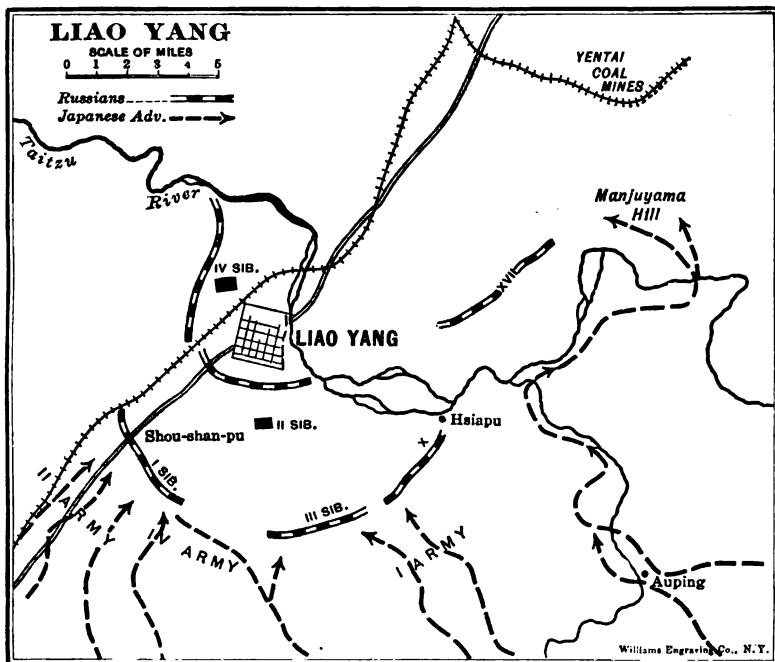 LIAO YANG
SCALE OF MILES
0 1 2 3 4 5
Russians
Japanese Adv.
YENTAI
COAL
MINES
Taitzu
River
Manjuyama
Hill
IV SIB.
XVII
LIAO YANG
Hsiapu
II SIB.
Shou-shan-pu
X
I SIB.
III SIB.
II ARMY
IV ARMY
I ARMY
Auping
Williams Engraving Co., N.Y.